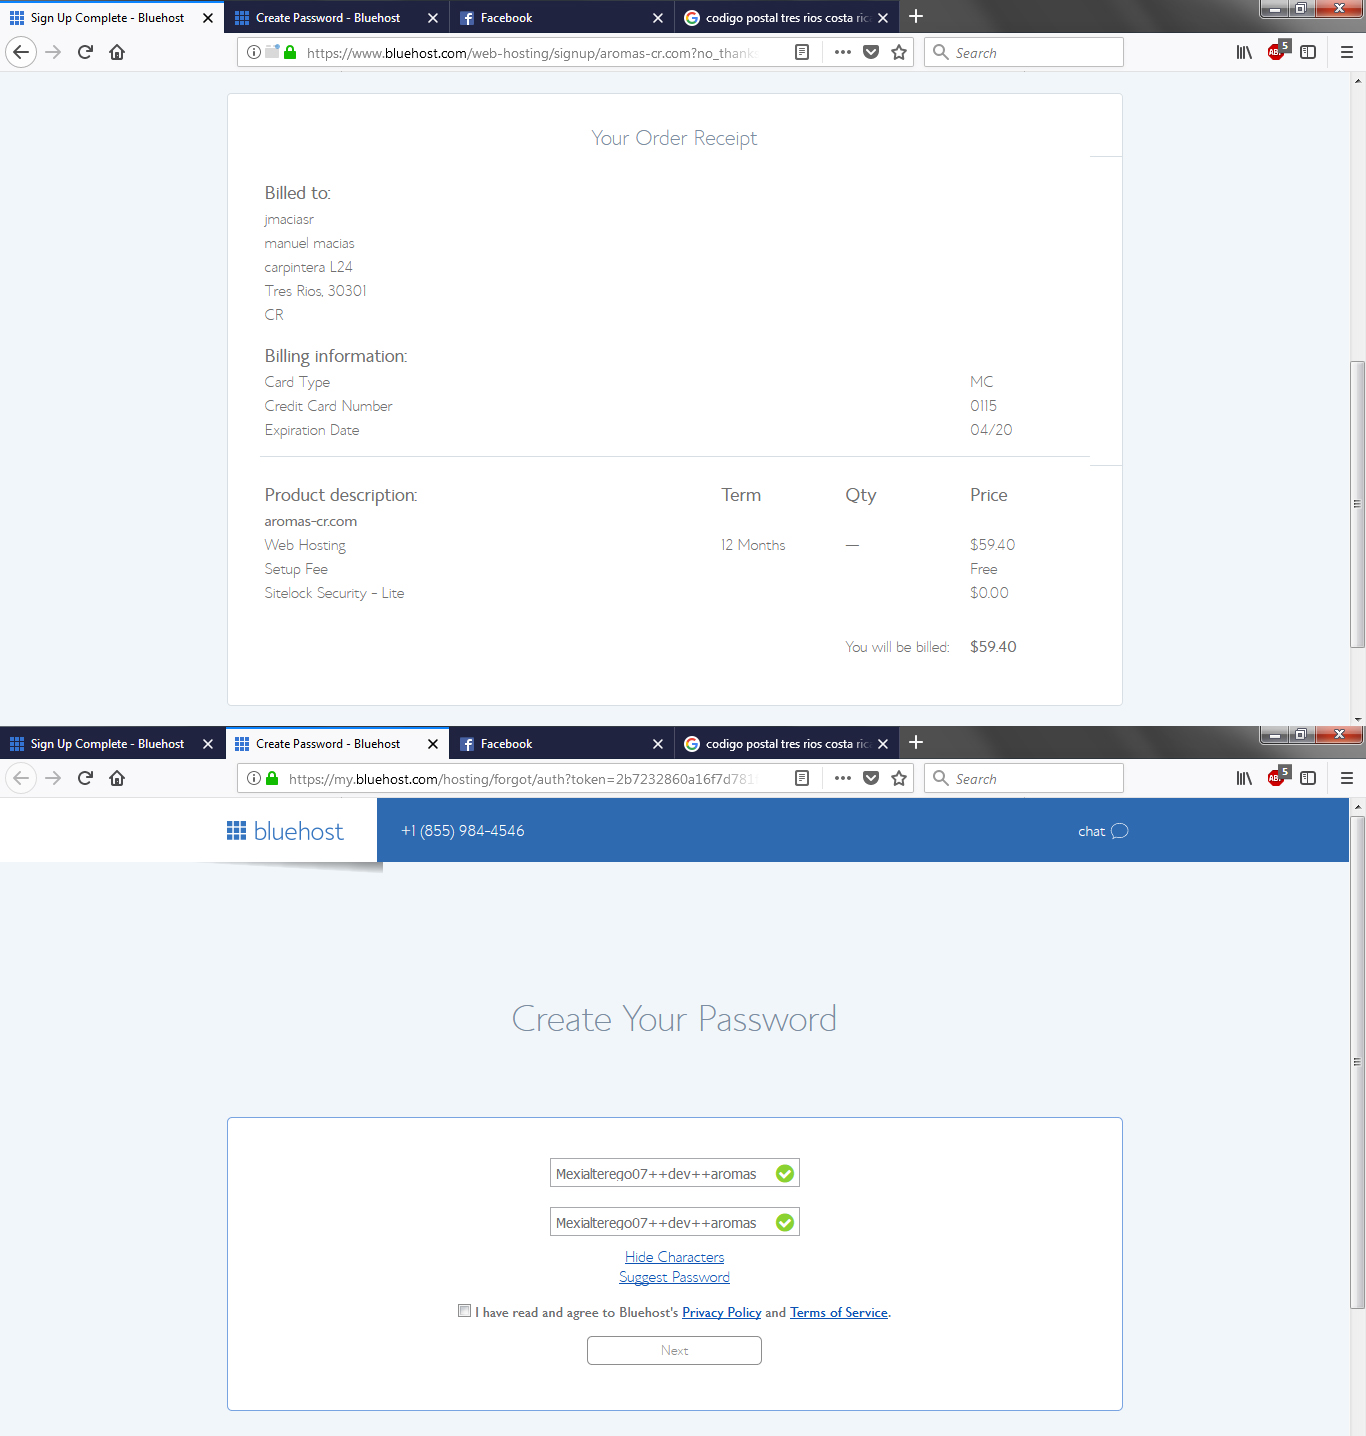 Sign Up Complete - Bluehost
Create Password - Bluehost
Facebook
codigo postal tres rios costa ric
https://www.bluehost.com/web-hosting/signup/aromas-cr.com?no_thank
Search
ABP
5
Your Order Receipt
Billed to:
jmaciasr
manuel macias
carpintera L24
Tres Rios, 30301
CR
Billing information:
Card Type MC
Credit Card Number 0115
Expiration Date 04/20
Product description: Term Qty Price
aromas-cr.com
Web Hosting 12 Months — $59.40
Setup Fee Free
Sitelock Security - Lite $0.00
You will be billed: $59.40
Sign Up Complete - Bluehost
Create Password - Bluehost
Facebook
codigo postal tres rios costa ric
https://my.bluehost.com/hosting/forgot/auth?token=2b7232860a16f7d781
Search
ABP
5
bluehost
+1 (855) 984-4546
chat
Create Your Password
Mexialterego07++dev++aromas
Mexialterego07++dev++aromas
Hide Characters
Suggest Password
I have read and agree to Bluehost's Privacy Policy and Terms of Service.
Next